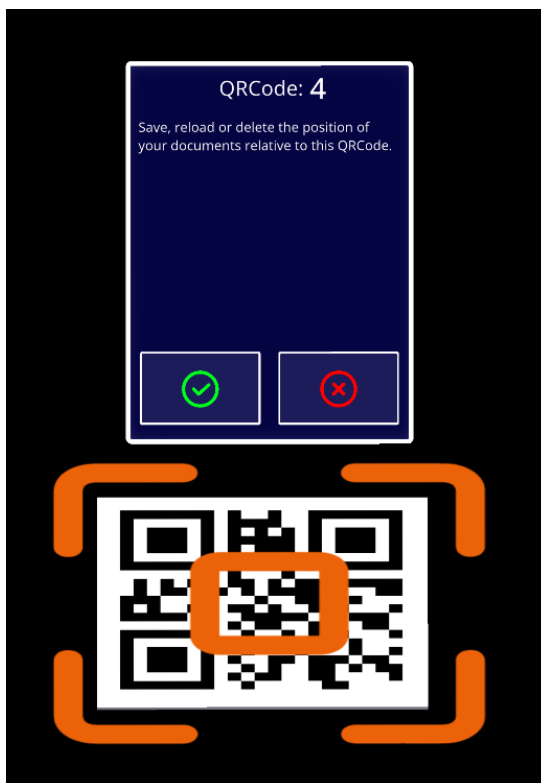 QRCode: 4
Save, reload or delete the position of
your documents relative to this QRCode.